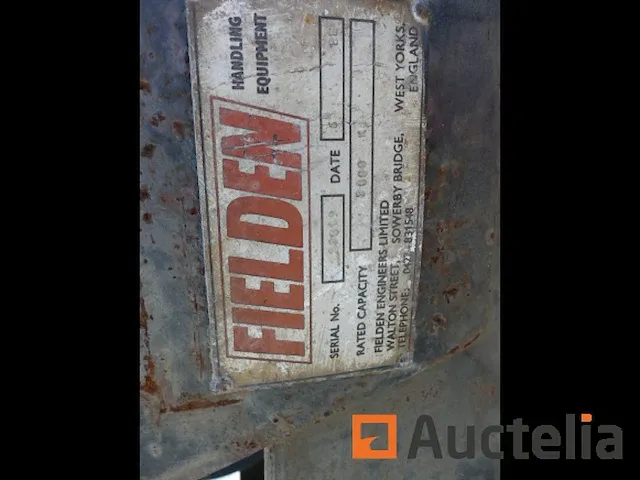 FIELDEN
HANDLING
EQUIPMENT
SERIAL No. DATE
RATED CAPACITY
FIELDEN ENGINEERS LIMITED
WALTON STREET, SOWERBY BRIDGE, WEST YORKS.
TELEPHONE ENGLAND
Auctelia